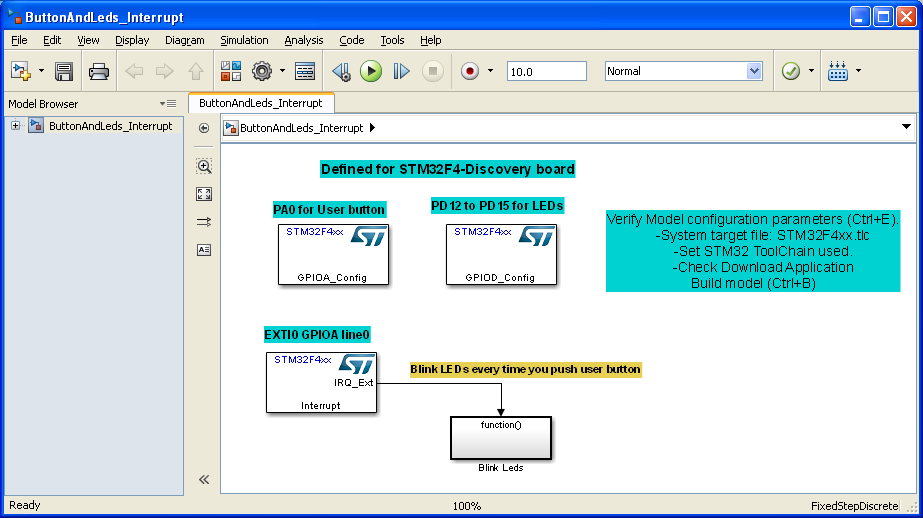 ButtonAndLeds_Interrupt
File Edit View Display Diagram Simulation Analysis Code Tools Help
10.0 Normal
Model Browser
ButtonAndLeds_Interrupt
ButtonAndLeds_Interrupt
ButtonAndLeds_Interrupt
Defined for STM32F4-Discovery board
PA0 for User button
STM32F4xx
GPIOA_Config
PD12 to PD15 for LEDs
STM32F4xx
GPIOD_Config
Verify Model configuration parameters (Ctrl+E).
-System target file: STM32F4xx.tlc
-Set STM32 ToolChain used.
-Check Download Application
Build model (Ctrl+B)
EXTI0 GPIOA line0
STM32F4xx
IRQ_Ext
Interrupt
Blink LEDs every time you push user button
function()
Blink Leds
Ready 100% FixedStepDiscrete